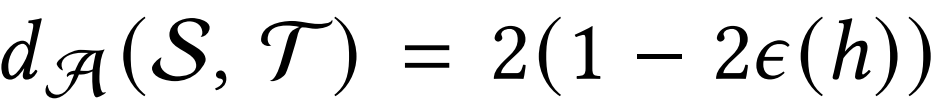 d_𝒜(𝒮, 𝒯) = 2(1 − 2ϵ(h))